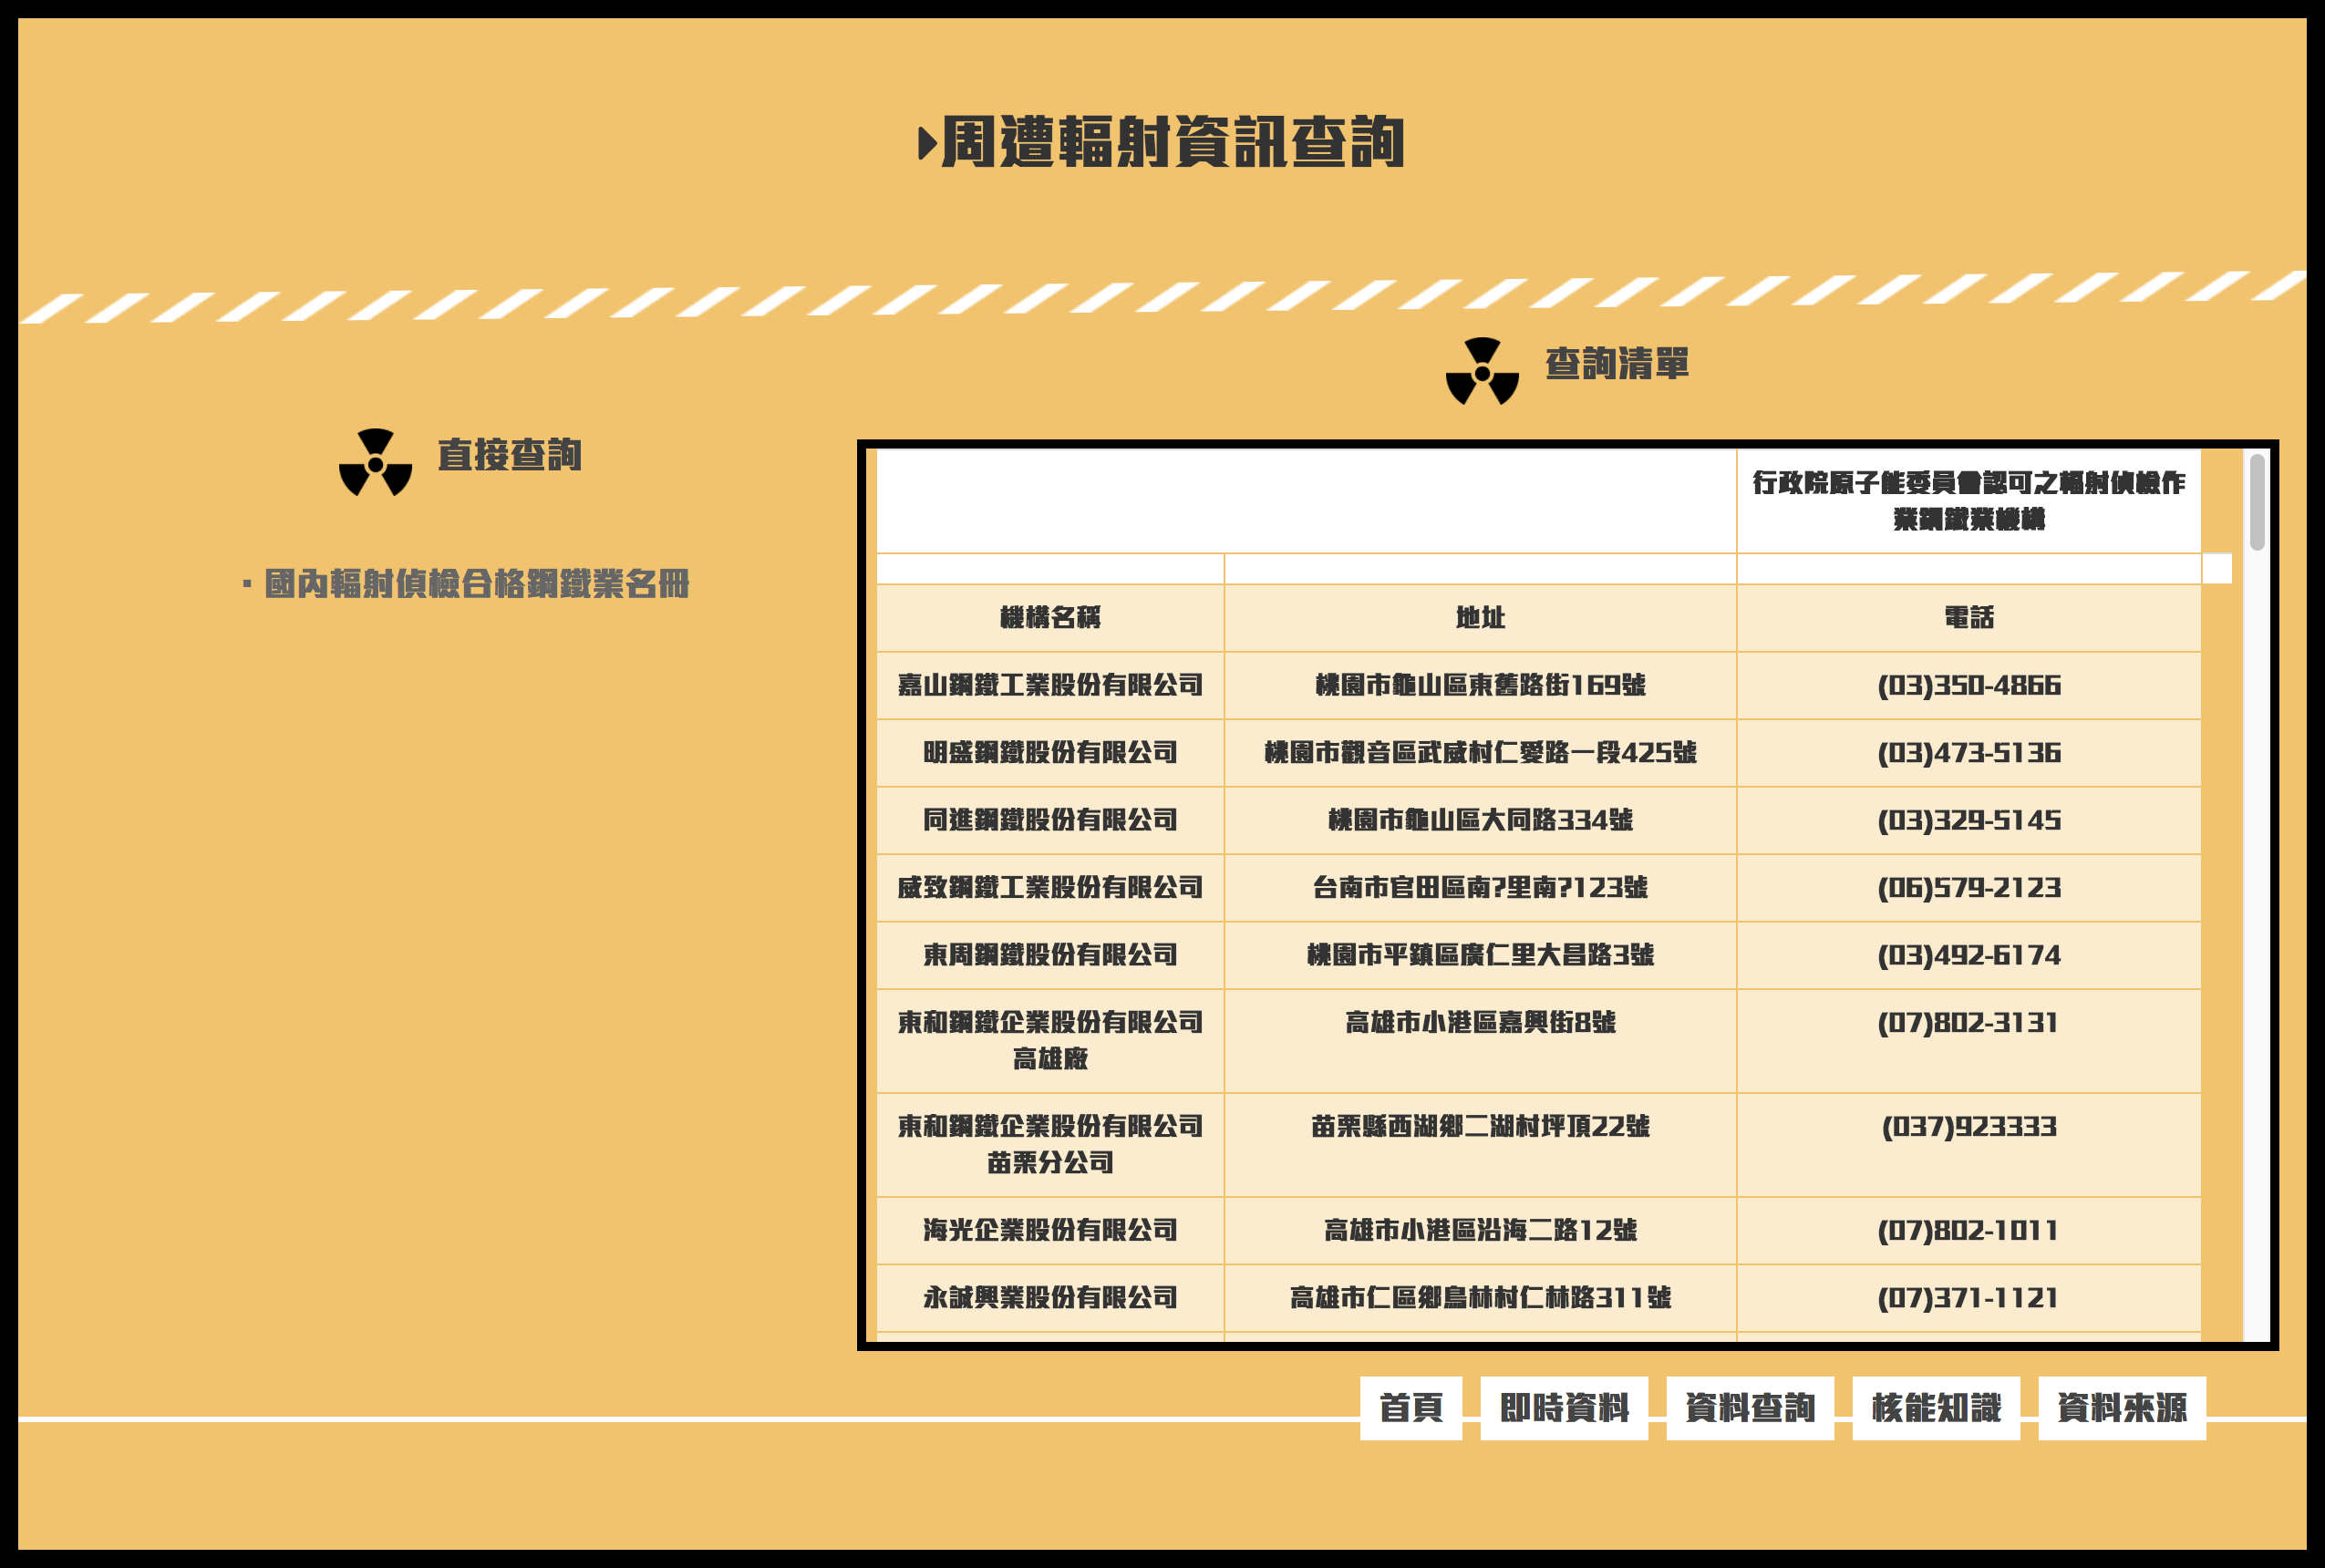 周遭輻射資訊查詢
查詢清單
直接查詢
・國內輻射偵檢合格鋼鐵業名冊
行政院原子能委員會認可之輻射偵檢作
業鋼鐵業機構
機構名稱 地址 電話
嘉山鋼鐵工業股份有限公司 桃園市龜山區東舊路街169號 (03)350-4866
明盛鋼鐵股份有限公司 桃園市觀音區武威村仁愛路一段425號 (03)473-5136
同進鋼鐵股份有限公司 桃園市龜山區大同路334號 (03)329-5145
威致鋼鐵工業股份有限公司 台南市官田區南?里南?123號 (06)579-2123
東周鋼鐵股份有限公司 桃園市平鎮區廣仁里大昌路3號 (03)492-6174
東和鋼鐵企業股份有限公司 高雄市小港區嘉興街8號 (07)802-3131
高雄廠
東和鋼鐵企業股份有限公司 苗栗縣西湖鄉二湖村坪頂22號 (037)923333
苗栗分公司
海光企業股份有限公司 高雄市小港區沿海二路12號 (07)802-1011
永誠興業股份有限公司 高雄市仁區鄉鳥林村仁林路311號 (07)371-1121
首頁 即時資料 資料查詢 核能知識 資料來源